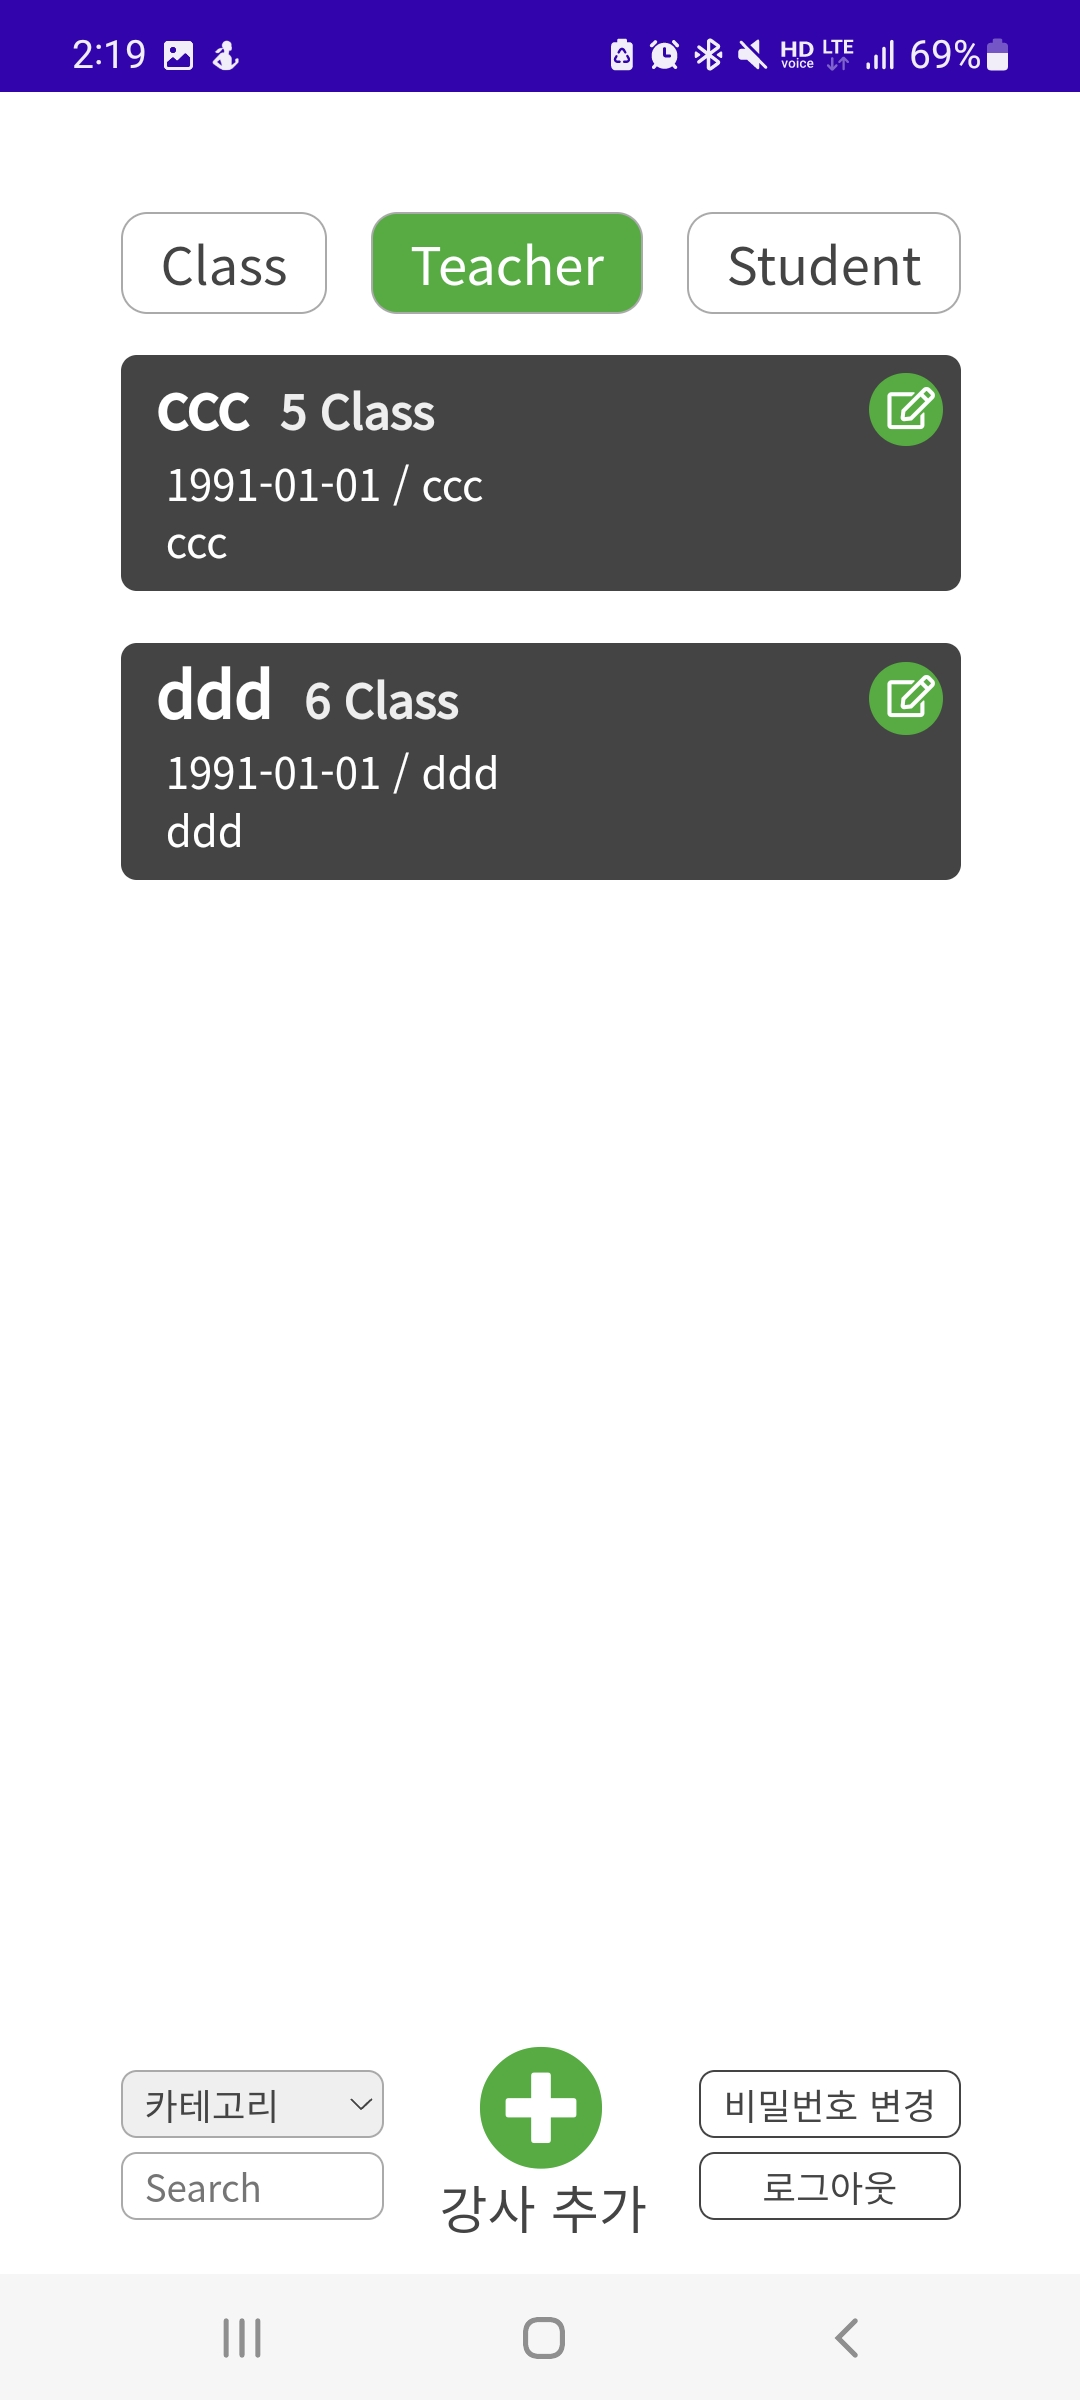 2:19 HD voice LTE 69%
Class Teacher Student
ccc 5 Class
1991-01-01 / ccc
ccc
ddd 6 Class
1991-01-01 / ddd
ddd
카테고리
Search
강사 추가
비밀번호 변경
로그아웃